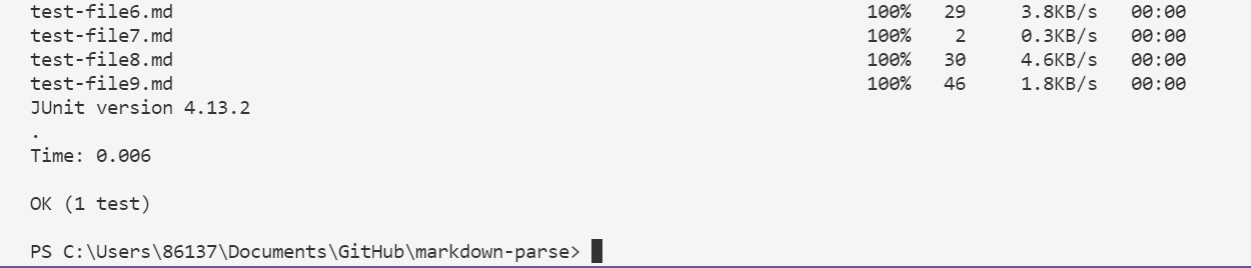 test-file6.md 100% 29 3.8KB/s 00:00
test-file7.md 100% 2 0.3KB/s 00:00
test-file8.md 100% 30 4.6KB/s 00:00
test-file9.md 100% 46 1.8KB/s 00:00
JUnit version 4.13.2
.
Time: 0.006
OK (1 test)
PS C:\Users\86137\Documents\GitHub\markdown-parse>